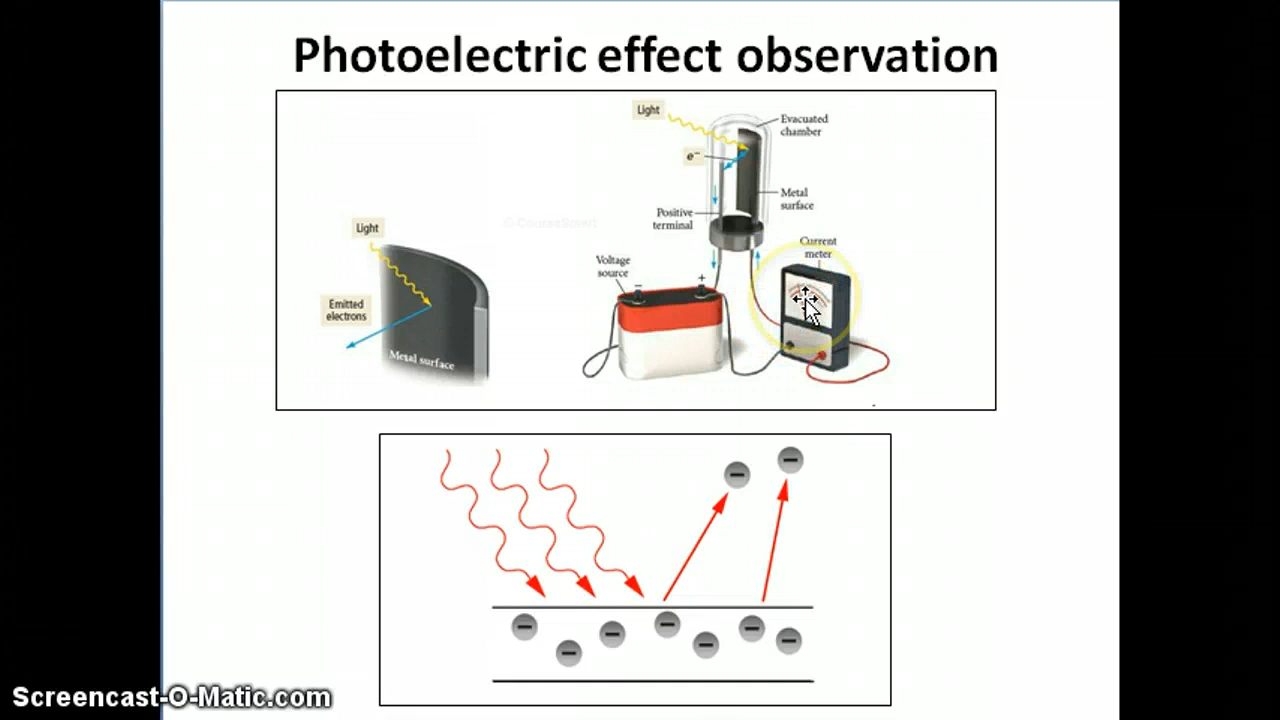 Photoelectric effect observation
Light
Evacuated
chamber
e⁻
Metal
surface
Positive
terminal
Light
Current
meter
Voltage
source
−
+
Emitted
electrons
Metal surface
Screencast-O-Matic.com